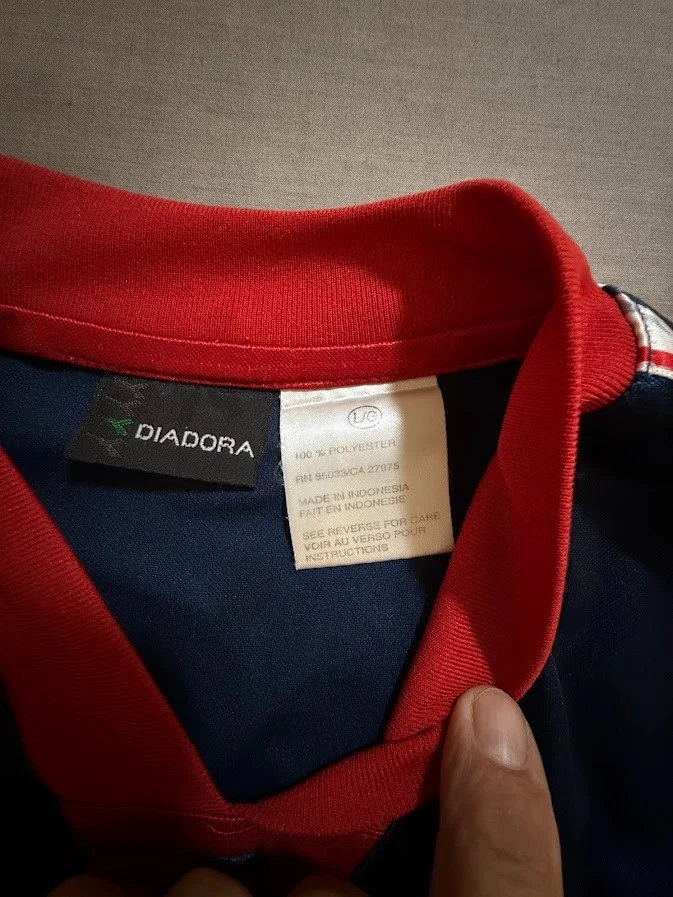 DIADORA
L/G
100 % POLYESTER
RN 85033/CA 27975
MADE IN INDONESIA
FAIT EN INDONESIE
SEE REVERSE FOR CARE
VOIR AU VERSO POUR
INSTRUCTIONS